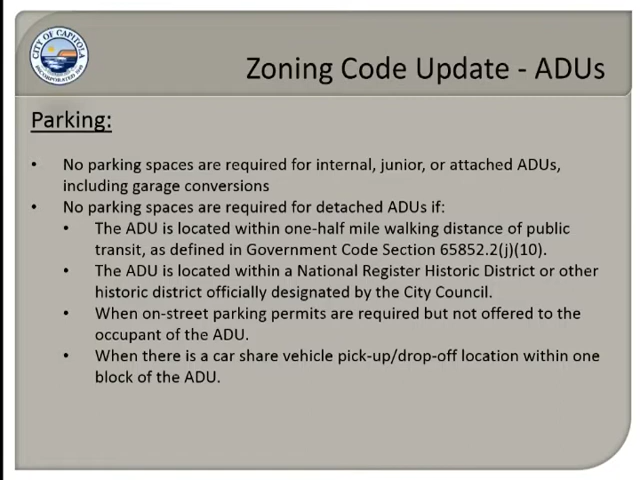 CITY OF CAPITOLA
INCORPORATED 1949
Zoning Code Update - ADUs
Parking:
• No parking spaces are required for internal, junior, or attached ADUs,
including garage conversions
• No parking spaces are required for detached ADUs if:
• The ADU is located within one-half mile walking distance of public
transit, as defined in Government Code Section 65852.2(j)(10).
• The ADU is located within a National Register Historic District or other
historic district officially designated by the City Council.
• When on-street parking permits are required but not offered to the
occupant of the ADU.
• When there is a car share vehicle pick-up/drop-off location within one
block of the ADU.